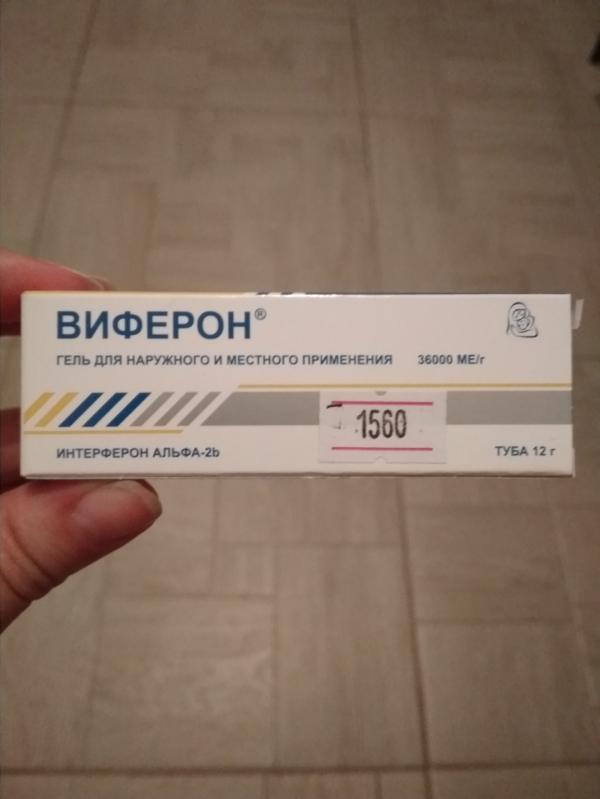 ВИФЕРОН®
ГЕЛЬ ДЛЯ НАРУЖНОГО И МЕСТНОГО ПРИМЕНЕНИЯ 36000 МЕ/г
1560
ИНТЕРФЕРОН АЛЬФА-2b ТУБА 12 г